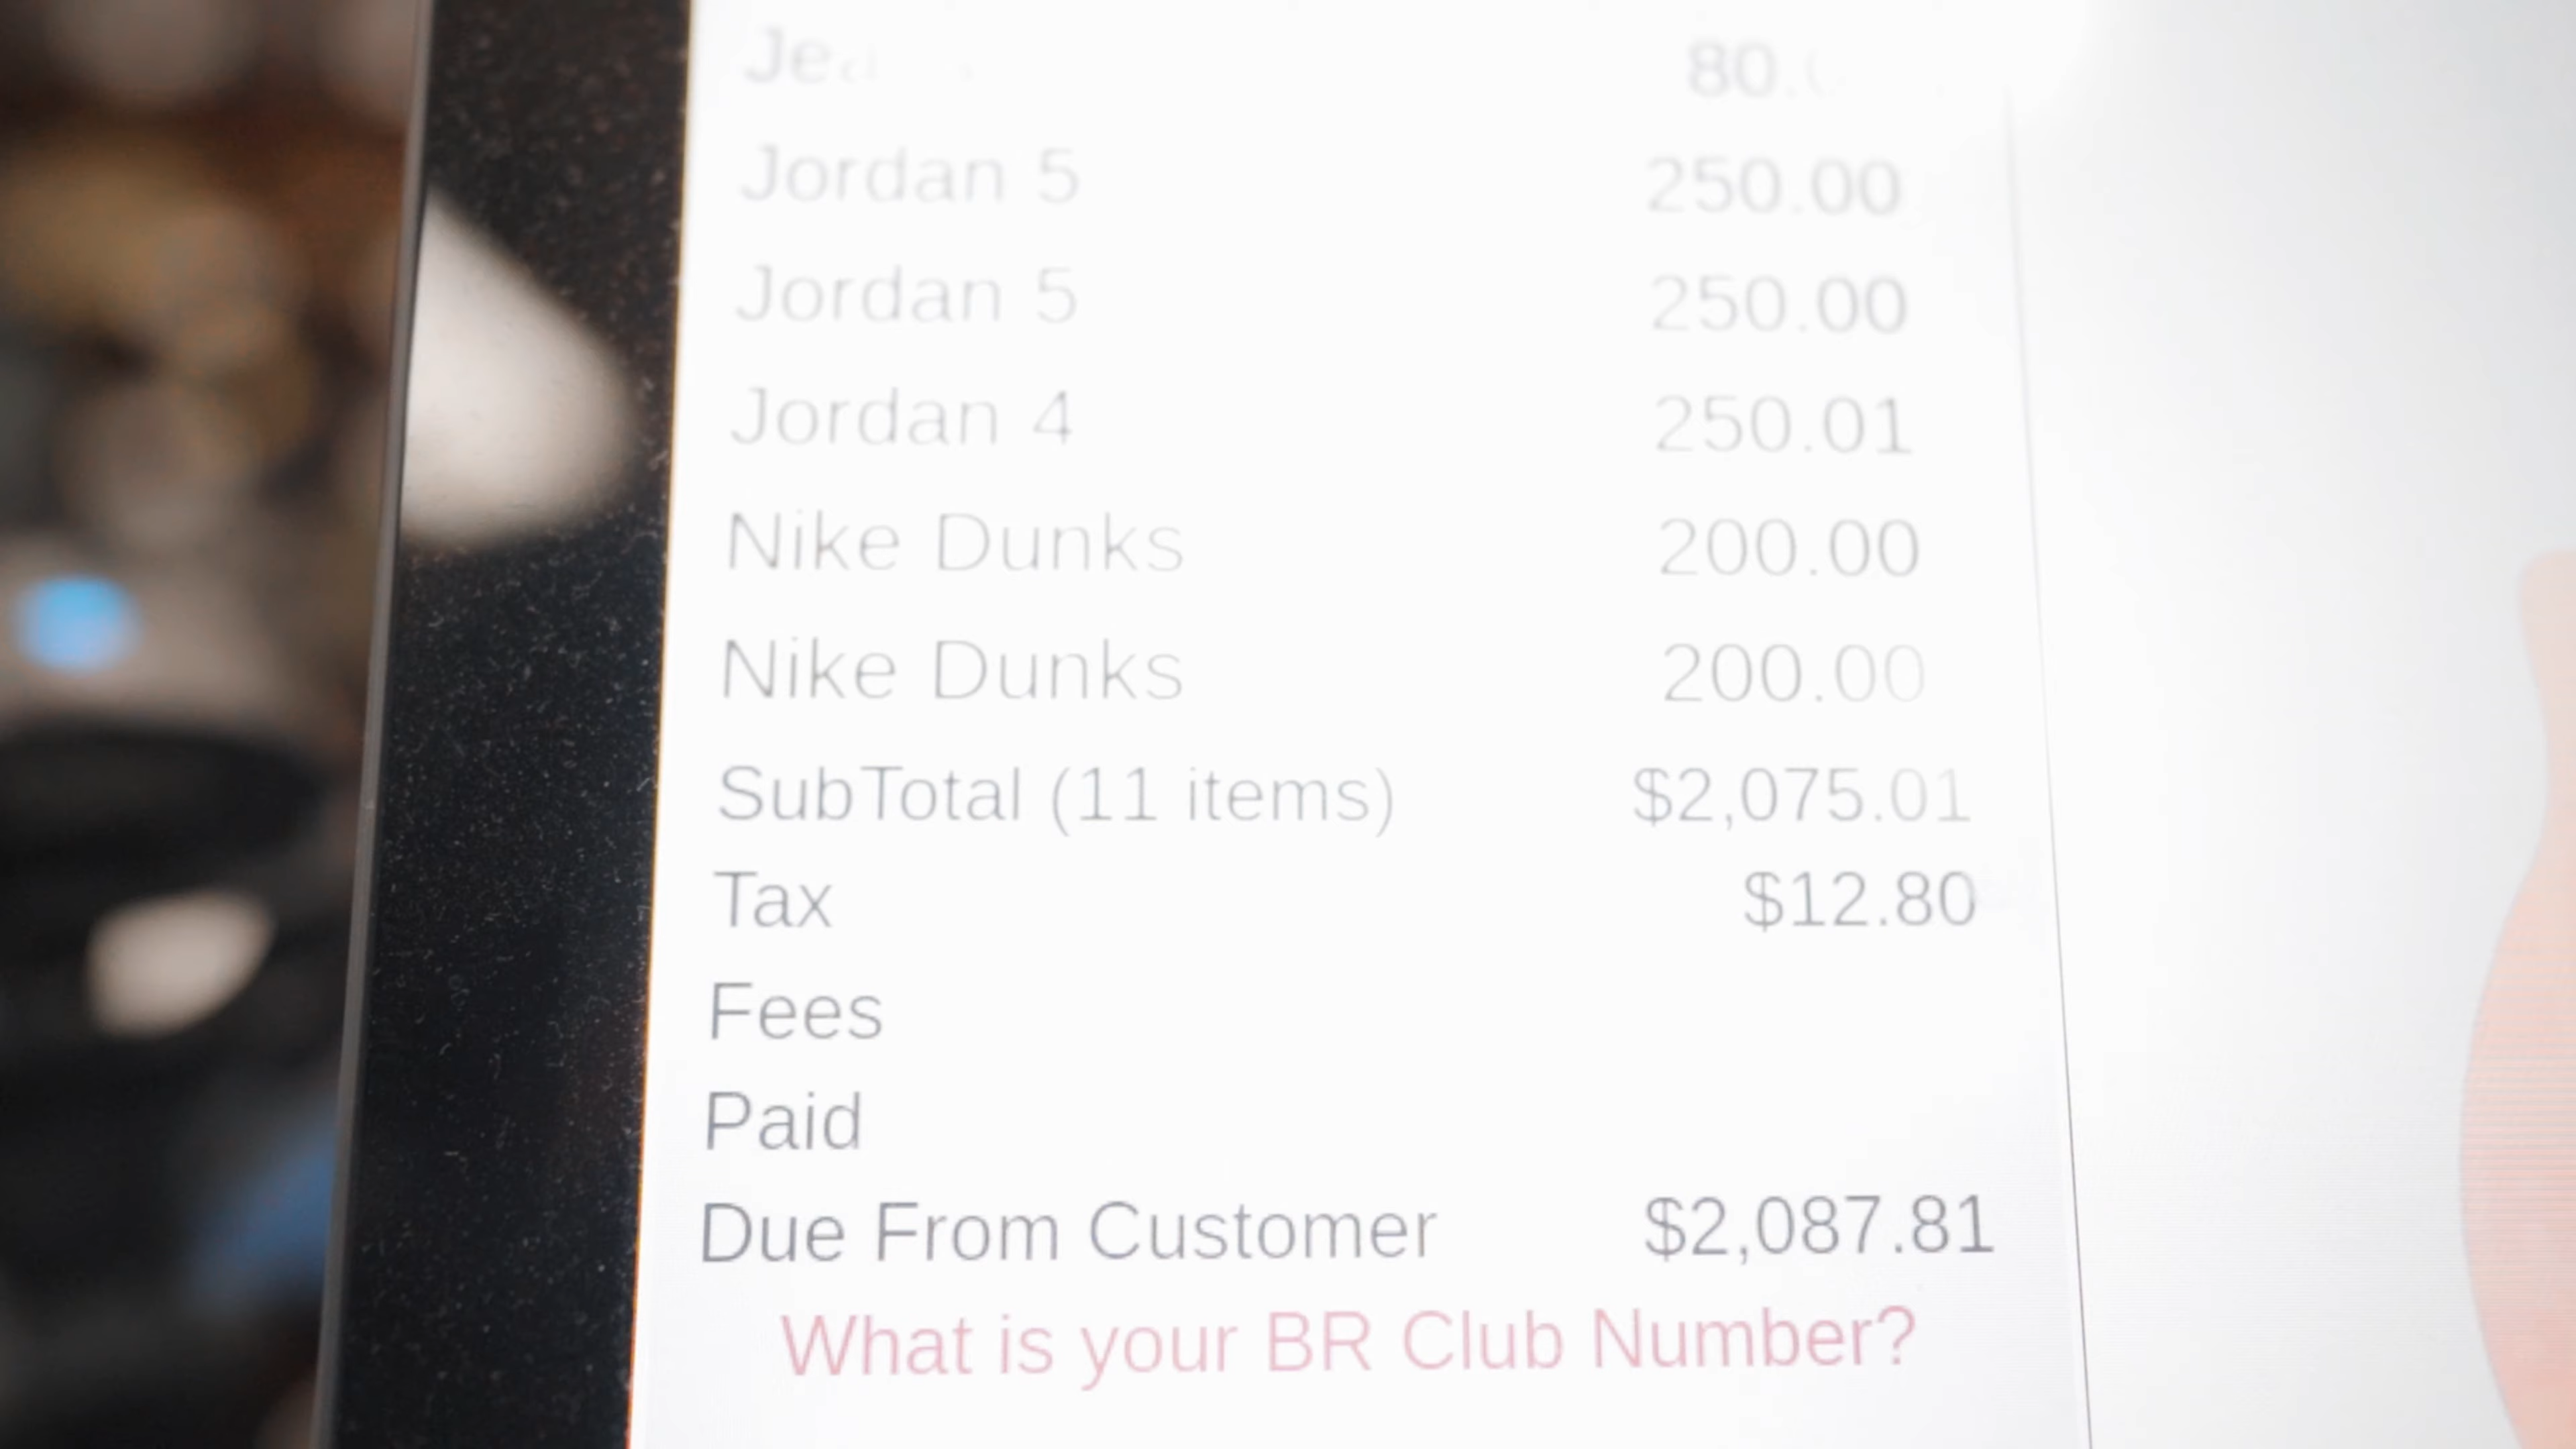 80.
Jordan 5 250.00
Jordan 5 250.00
Jordan 4 250.01
Nike Dunks 200.00
Nike Dunks 200.00
SubTotal (11 items) $2,075.01
Tax $12.80
Fees
Paid
Due From Customer $2,087.81
What is your BR Club Number?